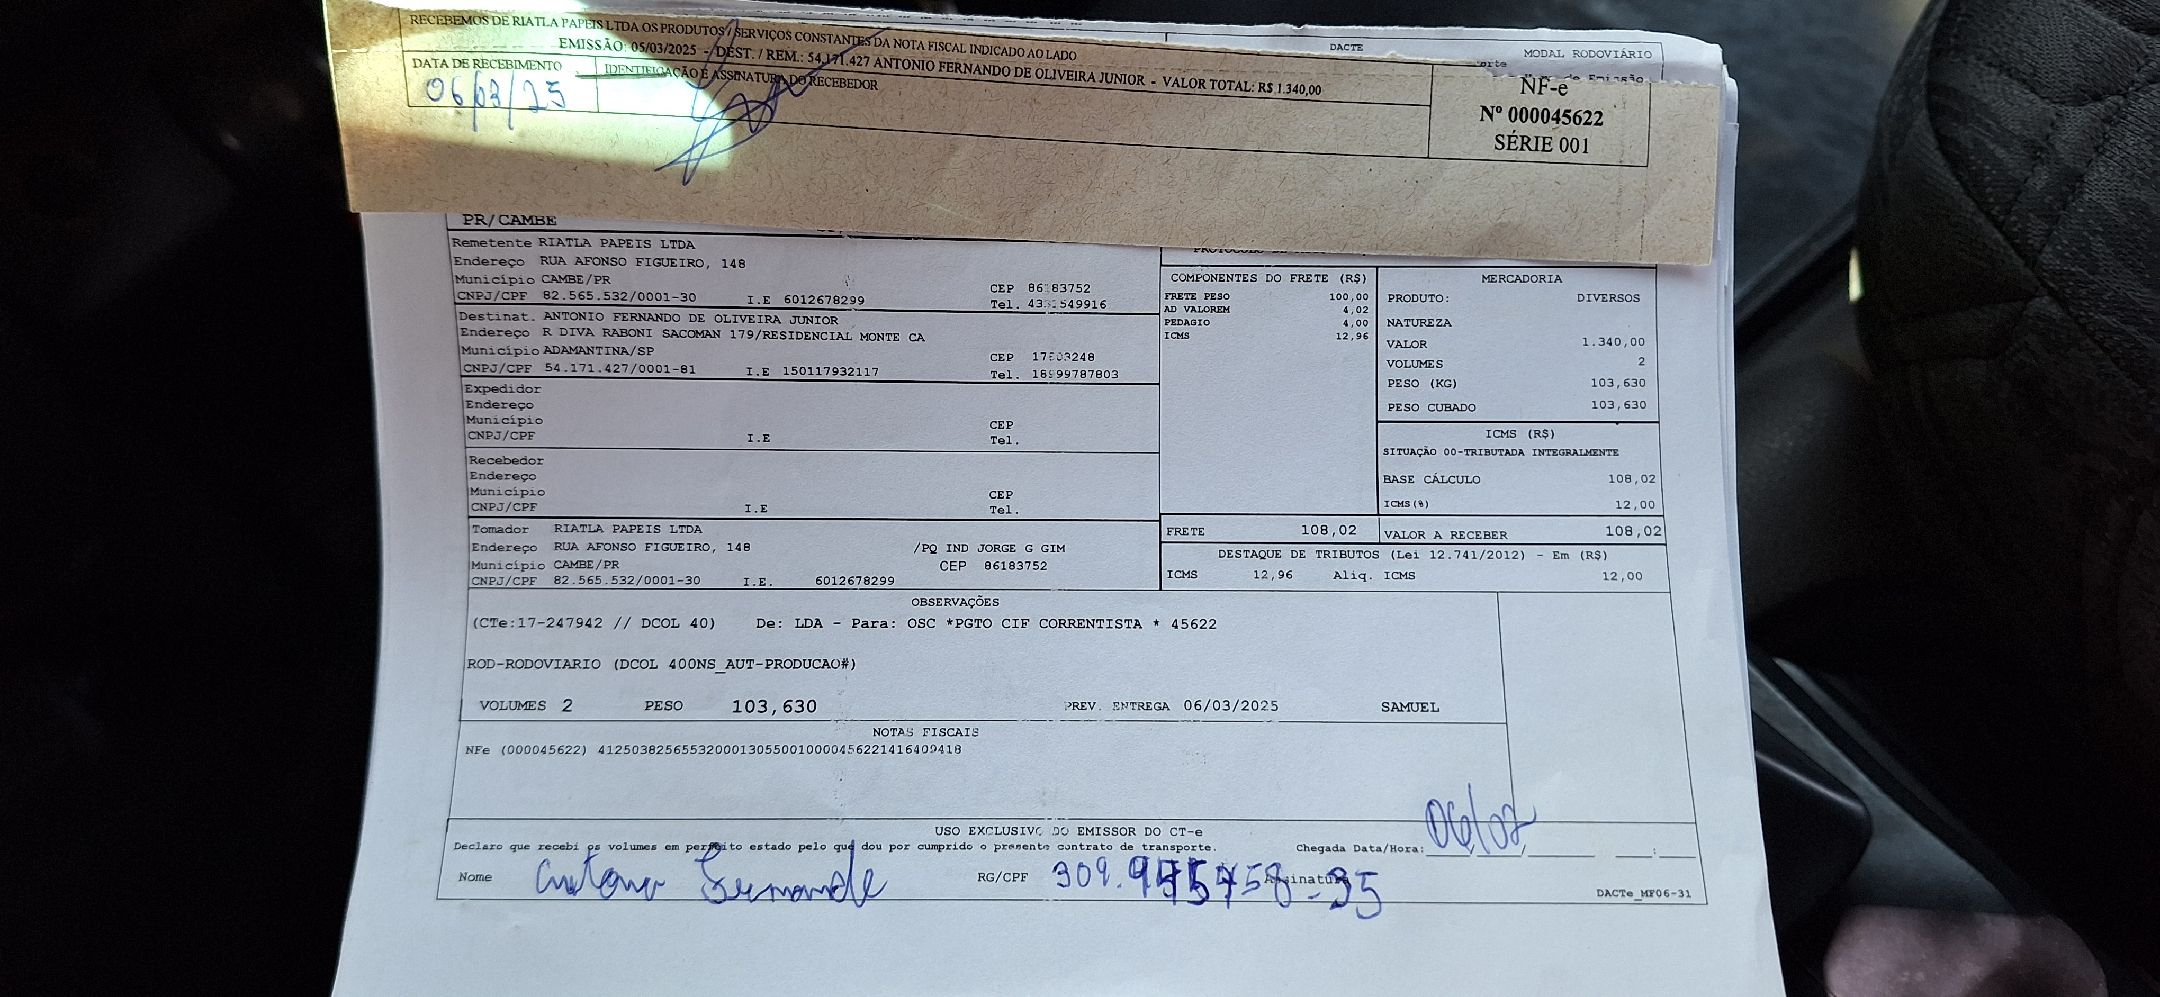 RECEBEMOS DE RIATLA PAPEIS LTDA OS PRODUTOS / SERVIÇOS CONSTANTES DA NOTA FISCAL INDICADO AO LADO
EMISSÃO: 05/03/2025 - DEST. / REM.: 54.171.427 ANTONIO FERNANDO DE OLIVEIRA JUNIOR - VALOR TOTAL: R$ 1.340,00
DATA DE RECEBIMENTO IDENTIFICAÇÃO E ASSINATURA DO RECEBEDOR
06/03/25
NF-e
Nº 000045622
SÉRIE 001
DACTE
MODAL RODOVIÁRIO
PR/CAMBE
Remetente RIATLA PAPEIS LTDA
Endereço RUA AFONSO FIGUEIRO, 148
Município CAMBE/PR CEP 86183752
CNPJ/CPF 82.565.532/0001-30 I.E 6012678299 Tel.
Destinat. ANTONIO FERNANDO DE OLIVEIRA JUNIOR
Endereço R DIVA RABONI SACOMAN 179/RESIDENCIAL MONTE CA
Município ADAMANTINA/SP CEP
CNPJ/CPF 54.171.427/0001-81 I.E 150117932117 Tel. 18999787803
Expedidor
Endereço
Município CEP
CNPJ/CPF I.E Tel.
Recebedor
Endereço
Município CEP
CNPJ/CPF I.E Tel.
Tomador RIATLA PAPEIS LTDA
Endereço RUA AFONSO FIGUEIRO, 148 /PQ IND JORGE G GIM
Município CAMBE/PR CEP 86183752
CNPJ/CPF 82.565.532/0001-30 I.E. 6012678299
COMPONENTES DO FRETE (R$)
FRETE PESO 100,00
AD VALOREM 4,02
PEDAGIO 4,00
ICMS 12,96
MERCADORIA
PRODUTO: DIVERSOS
NATUREZA
VALOR 1.340,00
VOLUMES 2
PESO (KG) 103,630
PESO CUBADO 103,630
ICMS (R$)
SITUAÇÃO 00-TRIBUTADA INTEGRALMENTE
BASE CÁLCULO 108,02
ICMS(%) 12,00
FRETE 108,02 VALOR A RECEBER 108,02
DESTAQUE DE TRIBUTOS (Lei 12.741/2012) - Em (R$)
ICMS 12,96 Aliq. ICMS 12,00
OBSERVAÇÕES
(CTe:17-247942 // DCOL 40) De: LDA - Para: OSC *PGTO CIF CORRENTISTA * 45622
ROD-RODOVIARIO (DCOL 400NS_AUT-PRODUCAO#)
VOLUMES 2 PESO 103,630 PREV. ENTREGA 06/03/2025 SAMUEL
NOTAS FISCAIS
NFe (000045622) 41250382565532000130550010000456221416409418
USO EXCLUSIVO DO EMISSOR DO CT-e
Declaro que recebi os volumes em perfeito estado pelo que dou por cumprido o presente contrato de transporte. Chegada Data/Hora:
Nome RG/CPF 309. Assinatura
DACTe_MF06-31